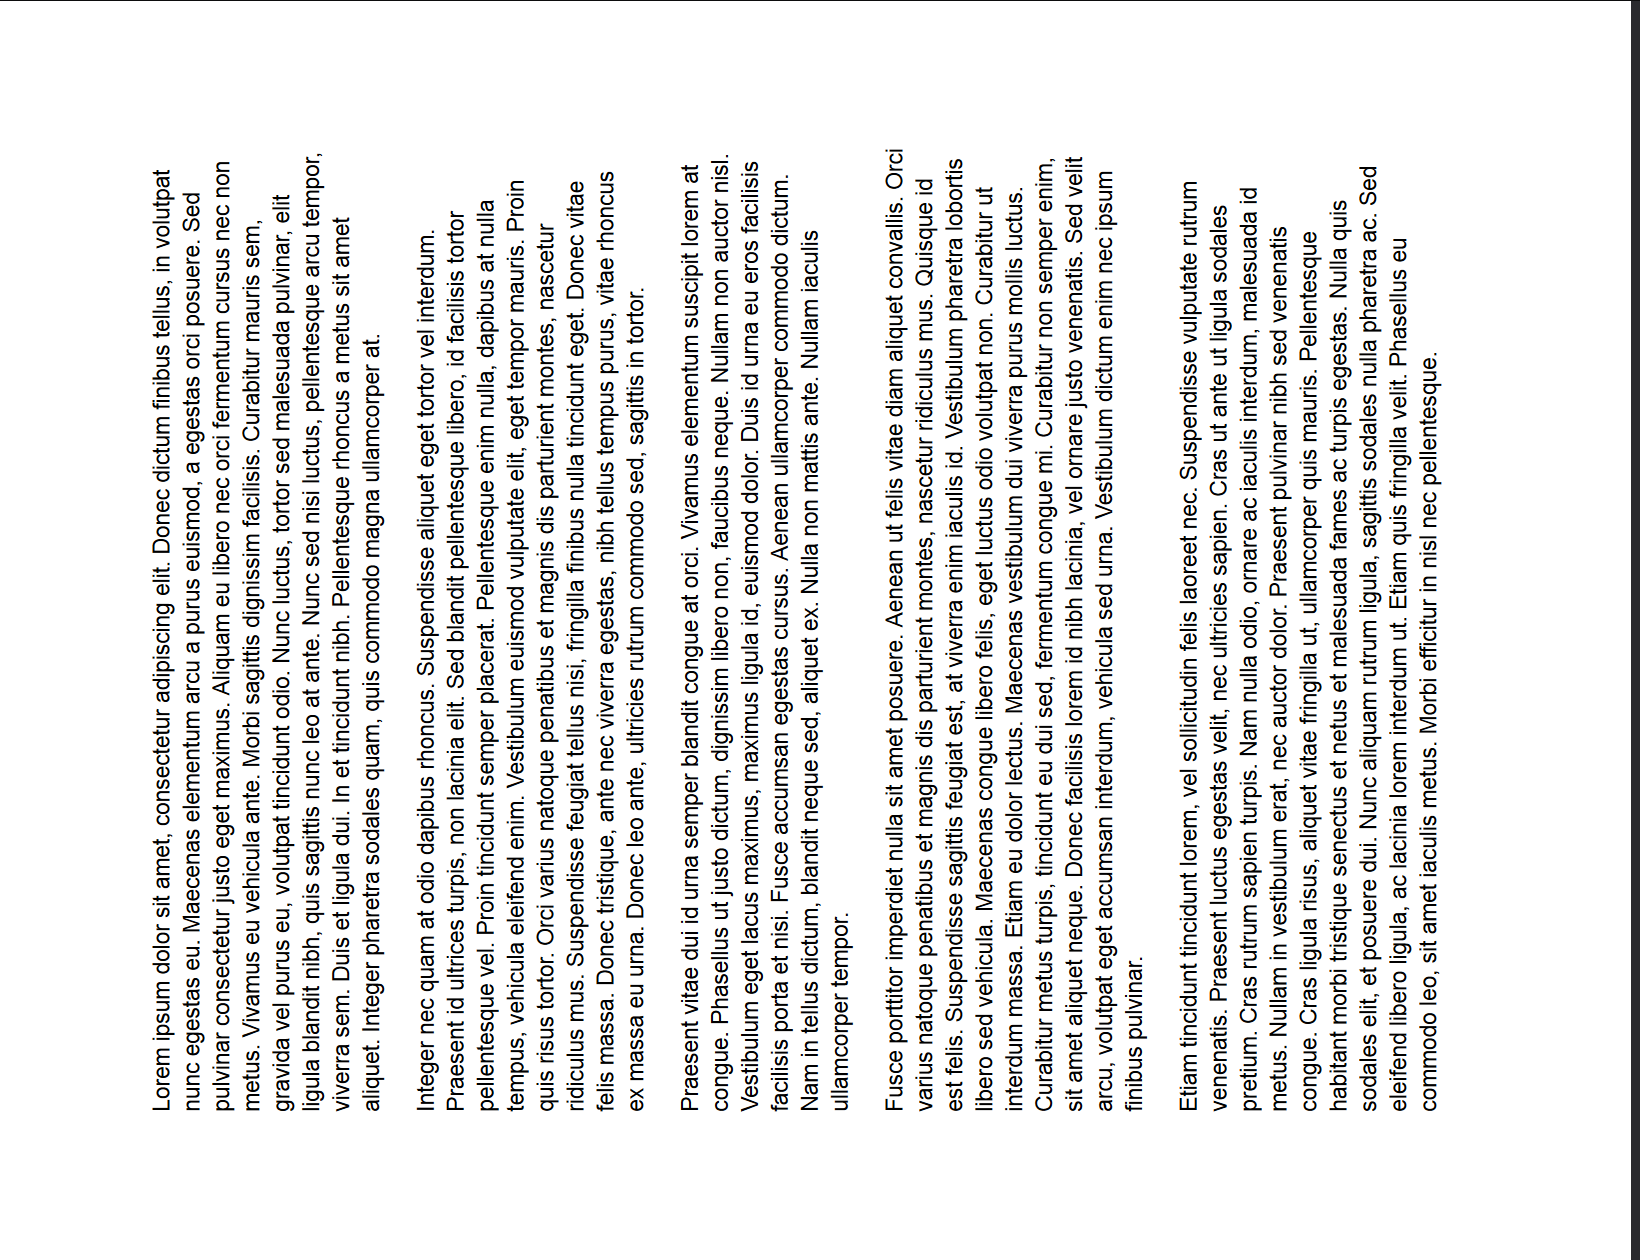 Lorem ipsum dolor sit amet, consectetur adipiscing elit. Donec dictum finibus tellus, in volutpat
nunc egestas eu. Maecenas elementum arcu a purus euismod, a egestas orci posuere. Sed
pulvinar consectetur justo eget maximus. Aliquam eu libero nec orci fermentum cursus nec non
metus. Vivamus eu vehicula ante. Morbi sagittis dignissim facilisis. Curabitur mauris sem,
gravida vel purus eu, volutpat tincidunt odio. Nunc luctus, tortor sed malesuada pulvinar, elit
ligula blandit nibh, quis sagittis nunc leo at ante. Nunc sed nisi luctus, pellentesque arcu tempor,
viverra sem. Duis et ligula dui. In et tincidunt nibh. Pellentesque rhoncus a metus sit amet
aliquet. Integer pharetra sodales quam, quis commodo magna ullamcorper at.
Integer nec quam at odio dapibus rhoncus. Suspendisse aliquet eget tortor vel interdum.
Praesent id ultrices turpis, non lacinia elit. Sed blandit pellentesque libero, id facilisis tortor
pellentesque vel. Proin tincidunt semper placerat. Pellentesque enim nulla, dapibus at nulla
tempus, vehicula eleifend enim. Vestibulum euismod vulputate elit, eget tempor mauris. Proin
quis risus tortor. Orci varius natoque penatibus et magnis dis parturient montes, nascetur
ridiculus mus. Suspendisse feugiat tellus nisi, fringilla finibus nulla tincidunt eget. Donec vitae
felis massa. Donec tristique, ante nec viverra egestas, nibh tellus tempus purus, vitae rhoncus
ex massa eu urna. Donec leo ante, ultricies rutrum commodo sed, sagittis in tortor.
Praesent vitae dui id urna semper blandit congue at orci. Vivamus elementum suscipit lorem at
congue. Phasellus ut justo dictum, dignissim libero non, faucibus neque. Nullam non auctor nisl.
Vestibulum eget lacus maximus, maximus ligula id, euismod dolor. Duis id urna eu eros facilisis
facilisis porta et nisi. Fusce accumsan egestas cursus. Aenean ullamcorper commodo dictum.
Nam in tellus dictum, blandit neque sed, aliquet ex. Nulla non mattis ante. Nullam iaculis
ullamcorper tempor.
Fusce porttitor imperdiet nulla sit amet posuere. Aenean ut felis vitae diam aliquet convallis. Orci
varius natoque penatibus et magnis dis parturient montes, nascetur ridiculus mus. Quisque id
est felis. Suspendisse sagittis feugiat est, at viverra enim iaculis id. Vestibulum pharetra lobortis
libero sed vehicula. Maecenas congue libero felis, eget luctus odio volutpat non. Curabitur ut
interdum massa. Etiam eu dolor lectus. Maecenas vestibulum dui viverra purus mollis luctus.
Curabitur metus turpis, tincidunt eu dui sed, fermentum congue mi. Curabitur non semper enim,
sit amet aliquet neque. Donec facilisis lorem id nibh lacinia, vel ornare justo venenatis. Sed velit
arcu, volutpat eget accumsan interdum, vehicula sed urna. Vestibulum dictum enim nec ipsum
finibus pulvinar.
Etiam tincidunt tincidunt lorem, vel sollicitudin felis laoreet nec. Suspendisse vulputate rutrum
venenatis. Praesent luctus egestas velit, nec ultricies sapien. Cras ut ante ut ligula sodales
pretium. Cras rutrum sapien turpis. Nam nulla odio, ornare ac iaculis interdum, malesuada id
metus. Nullam in vestibulum erat, nec auctor dolor. Praesent pulvinar nibh sed venenatis
congue. Cras ligula risus, aliquet vitae fringilla ut, ullamcorper quis mauris. Pellentesque
habitant morbi tristique senectus et netus et malesuada fames ac turpis egestas. Nulla quis
sodales elit, et posuere dui. Nunc aliquam rutrum ligula, sagittis sodales nulla pharetra ac. Sed
eleifend libero ligula, ac lacinia lorem interdum ut. Etiam quis fringilla velit. Phasellus eu
commodo leo, sit amet iaculis metus. Morbi efficitur in nisl nec pellentesque.